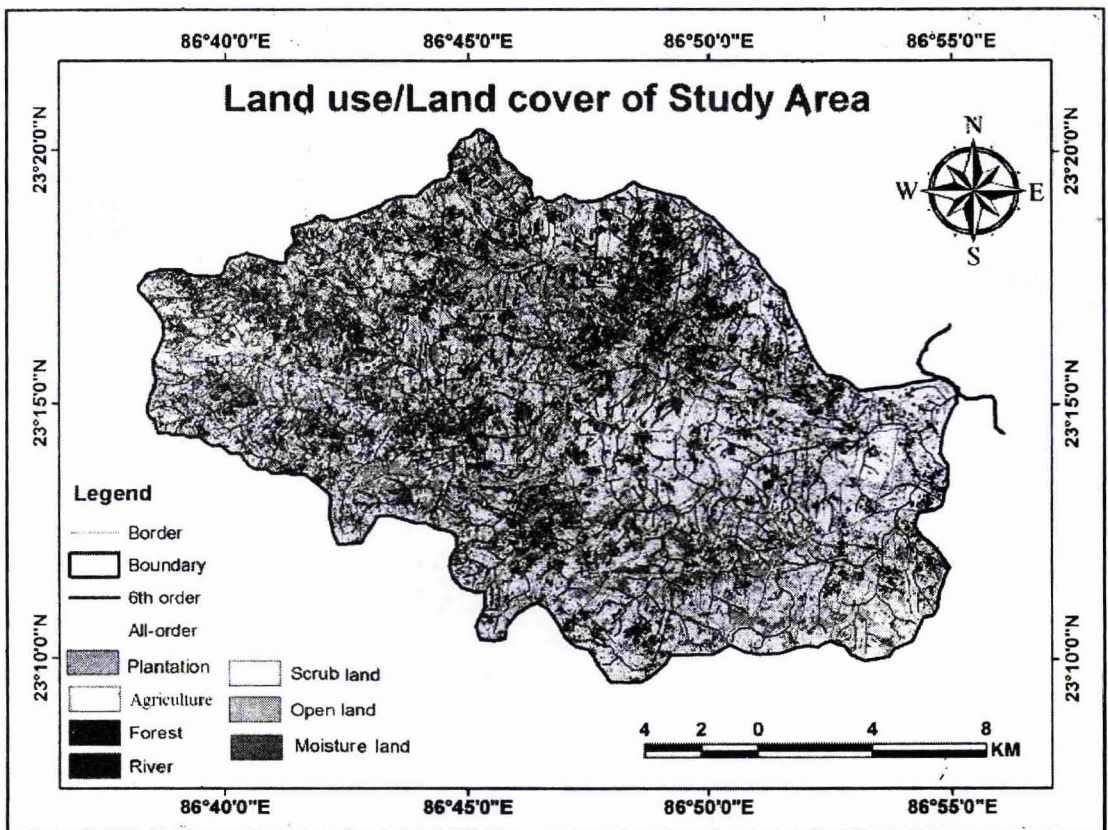 86°40'0"E 86°45'0"E 86°50'0"E 86°55'0"E
Land use/Land cover of Study Area
N
W E
S
23°20'0"N 23°20'0"N
23°15'0"N 23°15'0"N
23°10'0"N 23°10'0"N
Legend
Border
Boundary
6th order
All-order
Plantation
Agriculture
Forest
River
Scrub land
Open land
Moisture land
4 2 0 4 8
KM
86°40'0"E 86°45'0"E 86°50'0"E 86°55'0"E